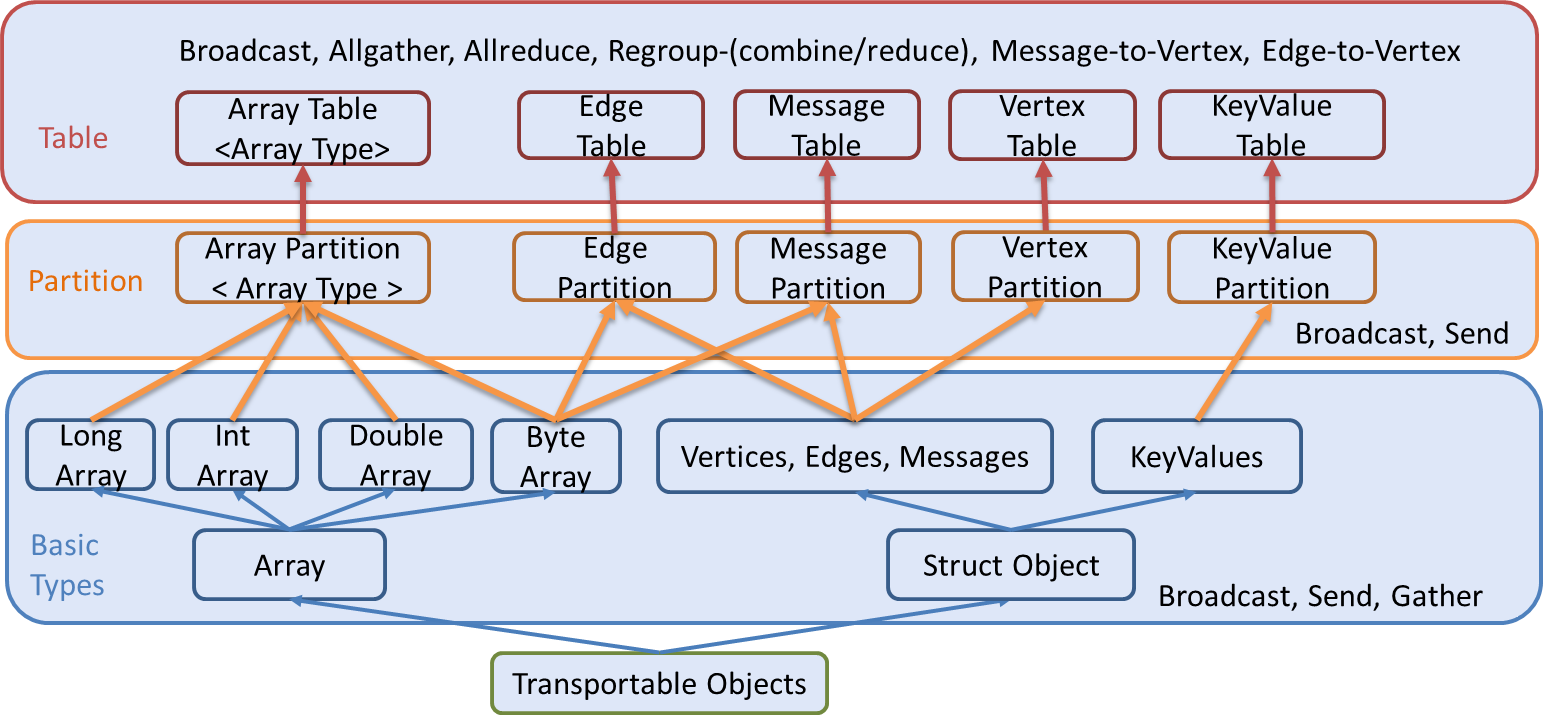 Broadcast, Allgather, Allreduce, Regroup-(combine/reduce), Message-to-Vertex, Edge-to-Vertex
Array Table
<Array Type>
Edge
Table
Message
Table
Vertex
Table
KeyValue
Table
Table
Array Partition
< Array Type >
Edge
Partition
Message
Partition
Vertex
Partition
KeyValue
Partition
Partition
Broadcast, Send
Long
Array
Int
Array
Double
Array
Byte
Array
Vertices, Edges, Messages
KeyValues
Basic
Types
Array
Struct Object
Broadcast, Send, Gather
Transportable Objects